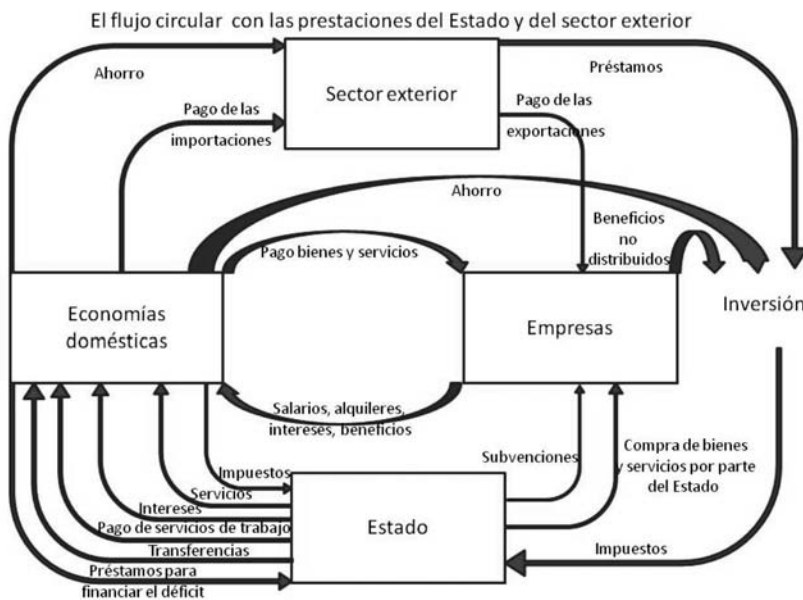 El flujo circular con las prestaciones del Estado y del sector exterior
Ahorro
Préstamos
Sector exterior
Pago de las
importaciones
Pago de las
exportaciones
Ahorro
Beneficios
no
distribuidos
Pago bienes y servicios
Economías
domésticas
Empresas
Inversión
Salarios, alquileres,
intereses, beneficios
Impuestos
Servicios
Intereses
Pago de servicios de trabajo
Transferencias
Préstamos para
financiar el déficit
Estado
Subvenciones
Compra de bienes
y servicios por parte
del Estado
Impuestos